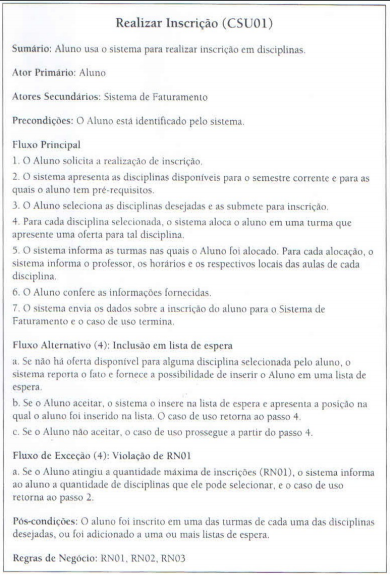 Realizar Inscrição (CSU01)
Sumário: Aluno usa o sistema para realizar inscrição em disciplinas.
Ator Primário: Aluno
Atores Secundários: Sistema de Faturamento
Precondições: O Aluno está identificado pelo sistema.
Fluxo Principal
1. O Aluno solicita a realização de inscrição.
2. O sistema apresenta as disciplinas disponíveis para o semestre corrente e para as
quais o aluno tem pré-requisitos.
3. O Aluno seleciona as disciplinas desejadas e as submete para inscrição.
4. Para cada disciplina selecionada, o sistema aloca o aluno em uma turma que
apresente uma oferta para tal disciplina.
5. O sistema informa as turmas nas quais o Aluno foi alocado. Para cada alocação, o
sistema informa o professor, os horários e os respectivos locais das aulas de cada
disciplina.
6. O Aluno confere as informações fornecidas.
7. O sistema envia os dados sobre a inscrição do aluno para o Sistema de
Faturamento e o caso de uso termina.
Fluxo Alternativo (4): Inclusão em lista de espera
a. Se não há oferta disponível para alguma disciplina selecionada pelo aluno, o
sistema reporta o fato e fornece a possibilidade de inserir o Aluno em uma lista de
espera.
b. Se o Aluno aceitar, o sistema o insere na lista de espera e apresenta a posição na
qual o aluno foi inserido na lista. O caso de uso retorna ao passo 4.
c. Se o Aluno não aceitar, o caso de uso prossegue a partir do passo 4.
Fluxo de Exceção (4): Violação de RN01
a. Se o Aluno atingiu a quantidade máxima de inscrições (RN01), o sistema informa
ao aluno a quantidade de disciplinas que ele pode selecionar, e o caso de uso
retorna ao passo 2.
Pós-condições: O aluno foi inscrito em uma das turmas de cada uma das disciplinas
desejadas, ou foi adicionado a uma ou mais listas de espera.
Regras de Negócio: RN01, RN02, RN03